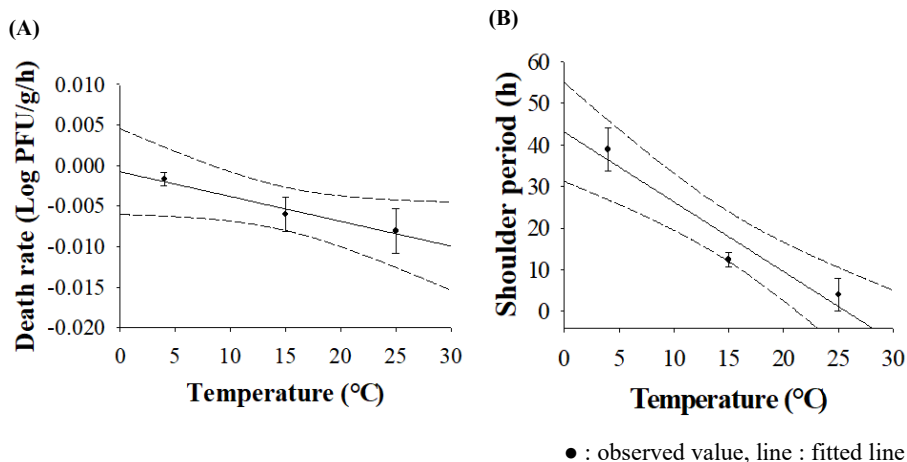 (A)
Death rate (Log PFU/g/h)
0.010
0.005
0.000
-0.005
-0.010
-0.015
-0.020
0 5 10 15 20 25 30
Temperature (°C)
(B)
Shoulder period (h)
60
50
40
30
20
10
0
0 5 10 15 20 25 30
Temperature (°C)
● : observed value, line : fitted line